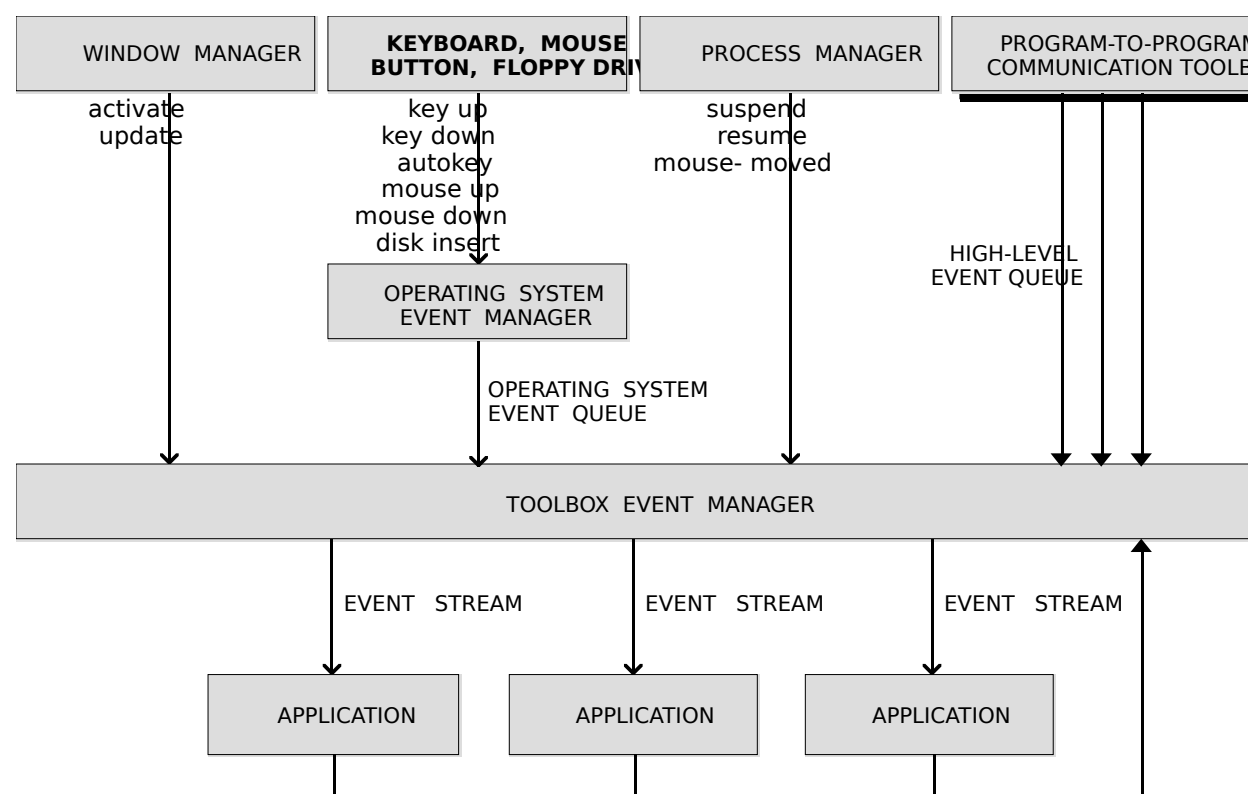 WINDOW MANAGER
KEYBOARD, MOUSE
BUTTON, FLOPPY
PROCESS MANAGER
PROGRAM-TO-PROGRAM
COMMUNICATION
activate
update
key up
key down
autokey
mouse up
mouse down
disk insert
suspend
resume
mouse- moved
HIGH-LEVEL
EVENT QUEUE
OPERATING SYSTEM
EVENT MANAGER
OPERATING SYSTEM
EVENT QUEUE
TOOLBOX EVENT MANAGER
EVENT STREAM
EVENT STREAM
EVENT STREAM
APPLICATION
APPLICATION
APPLICATION